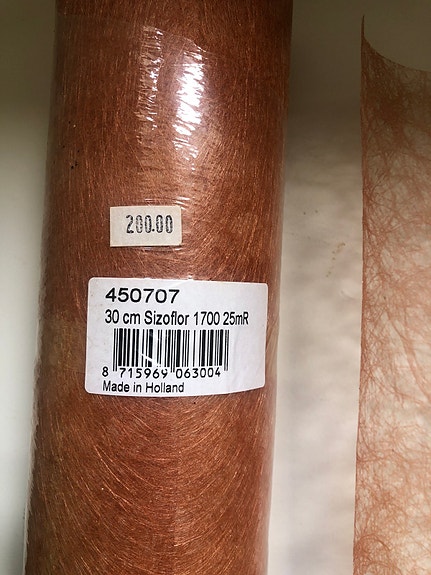 200.00
450707
30 cm Sizoflor 1700 25mR
8 715969 063004
Made in Holland